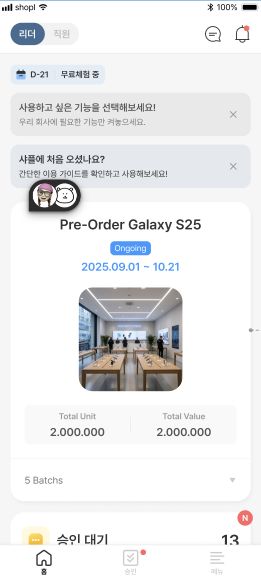 shopl
100%
리더
직원
D-21 무료체험 중
사용하고 싶은 기능을 선택해보세요!
우리 회사에 필요한 기능만 켜놓으세요.
샤플에 처음 오셨나요?
간단한 이용 가이드를 확인하고 사용해보세요!
Pre-Order Galaxy S25
Ongoing
2025.09.01 ~ 10.21
Total Unit
Total Value
2.000.000
2.000.000
5 Batchs
N
승인 대기
13
홈
승인
메뉴